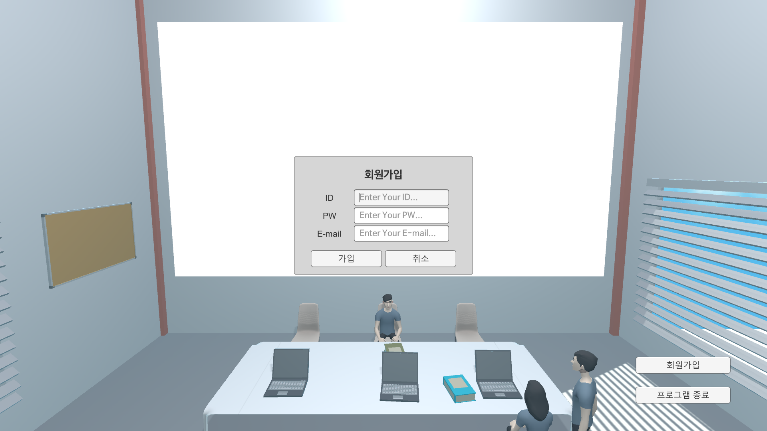 회원가입
ID Enter Your ID...
PW Enter Your PW...
E-mail Enter Your E-mail...
가입 취소
회원가입
프로그램 종료